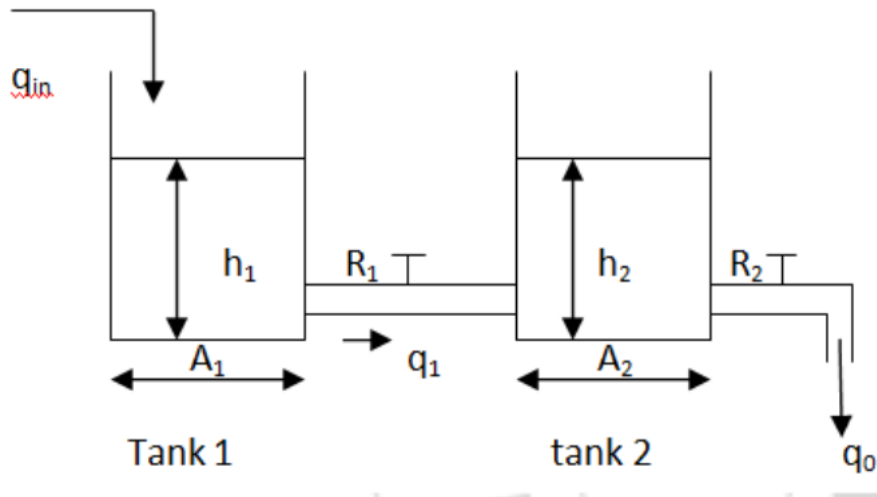 qin
h₁
R₁
h₂
R₂
A₁
q₁
A₂
Tank 1
tank 2
q₀